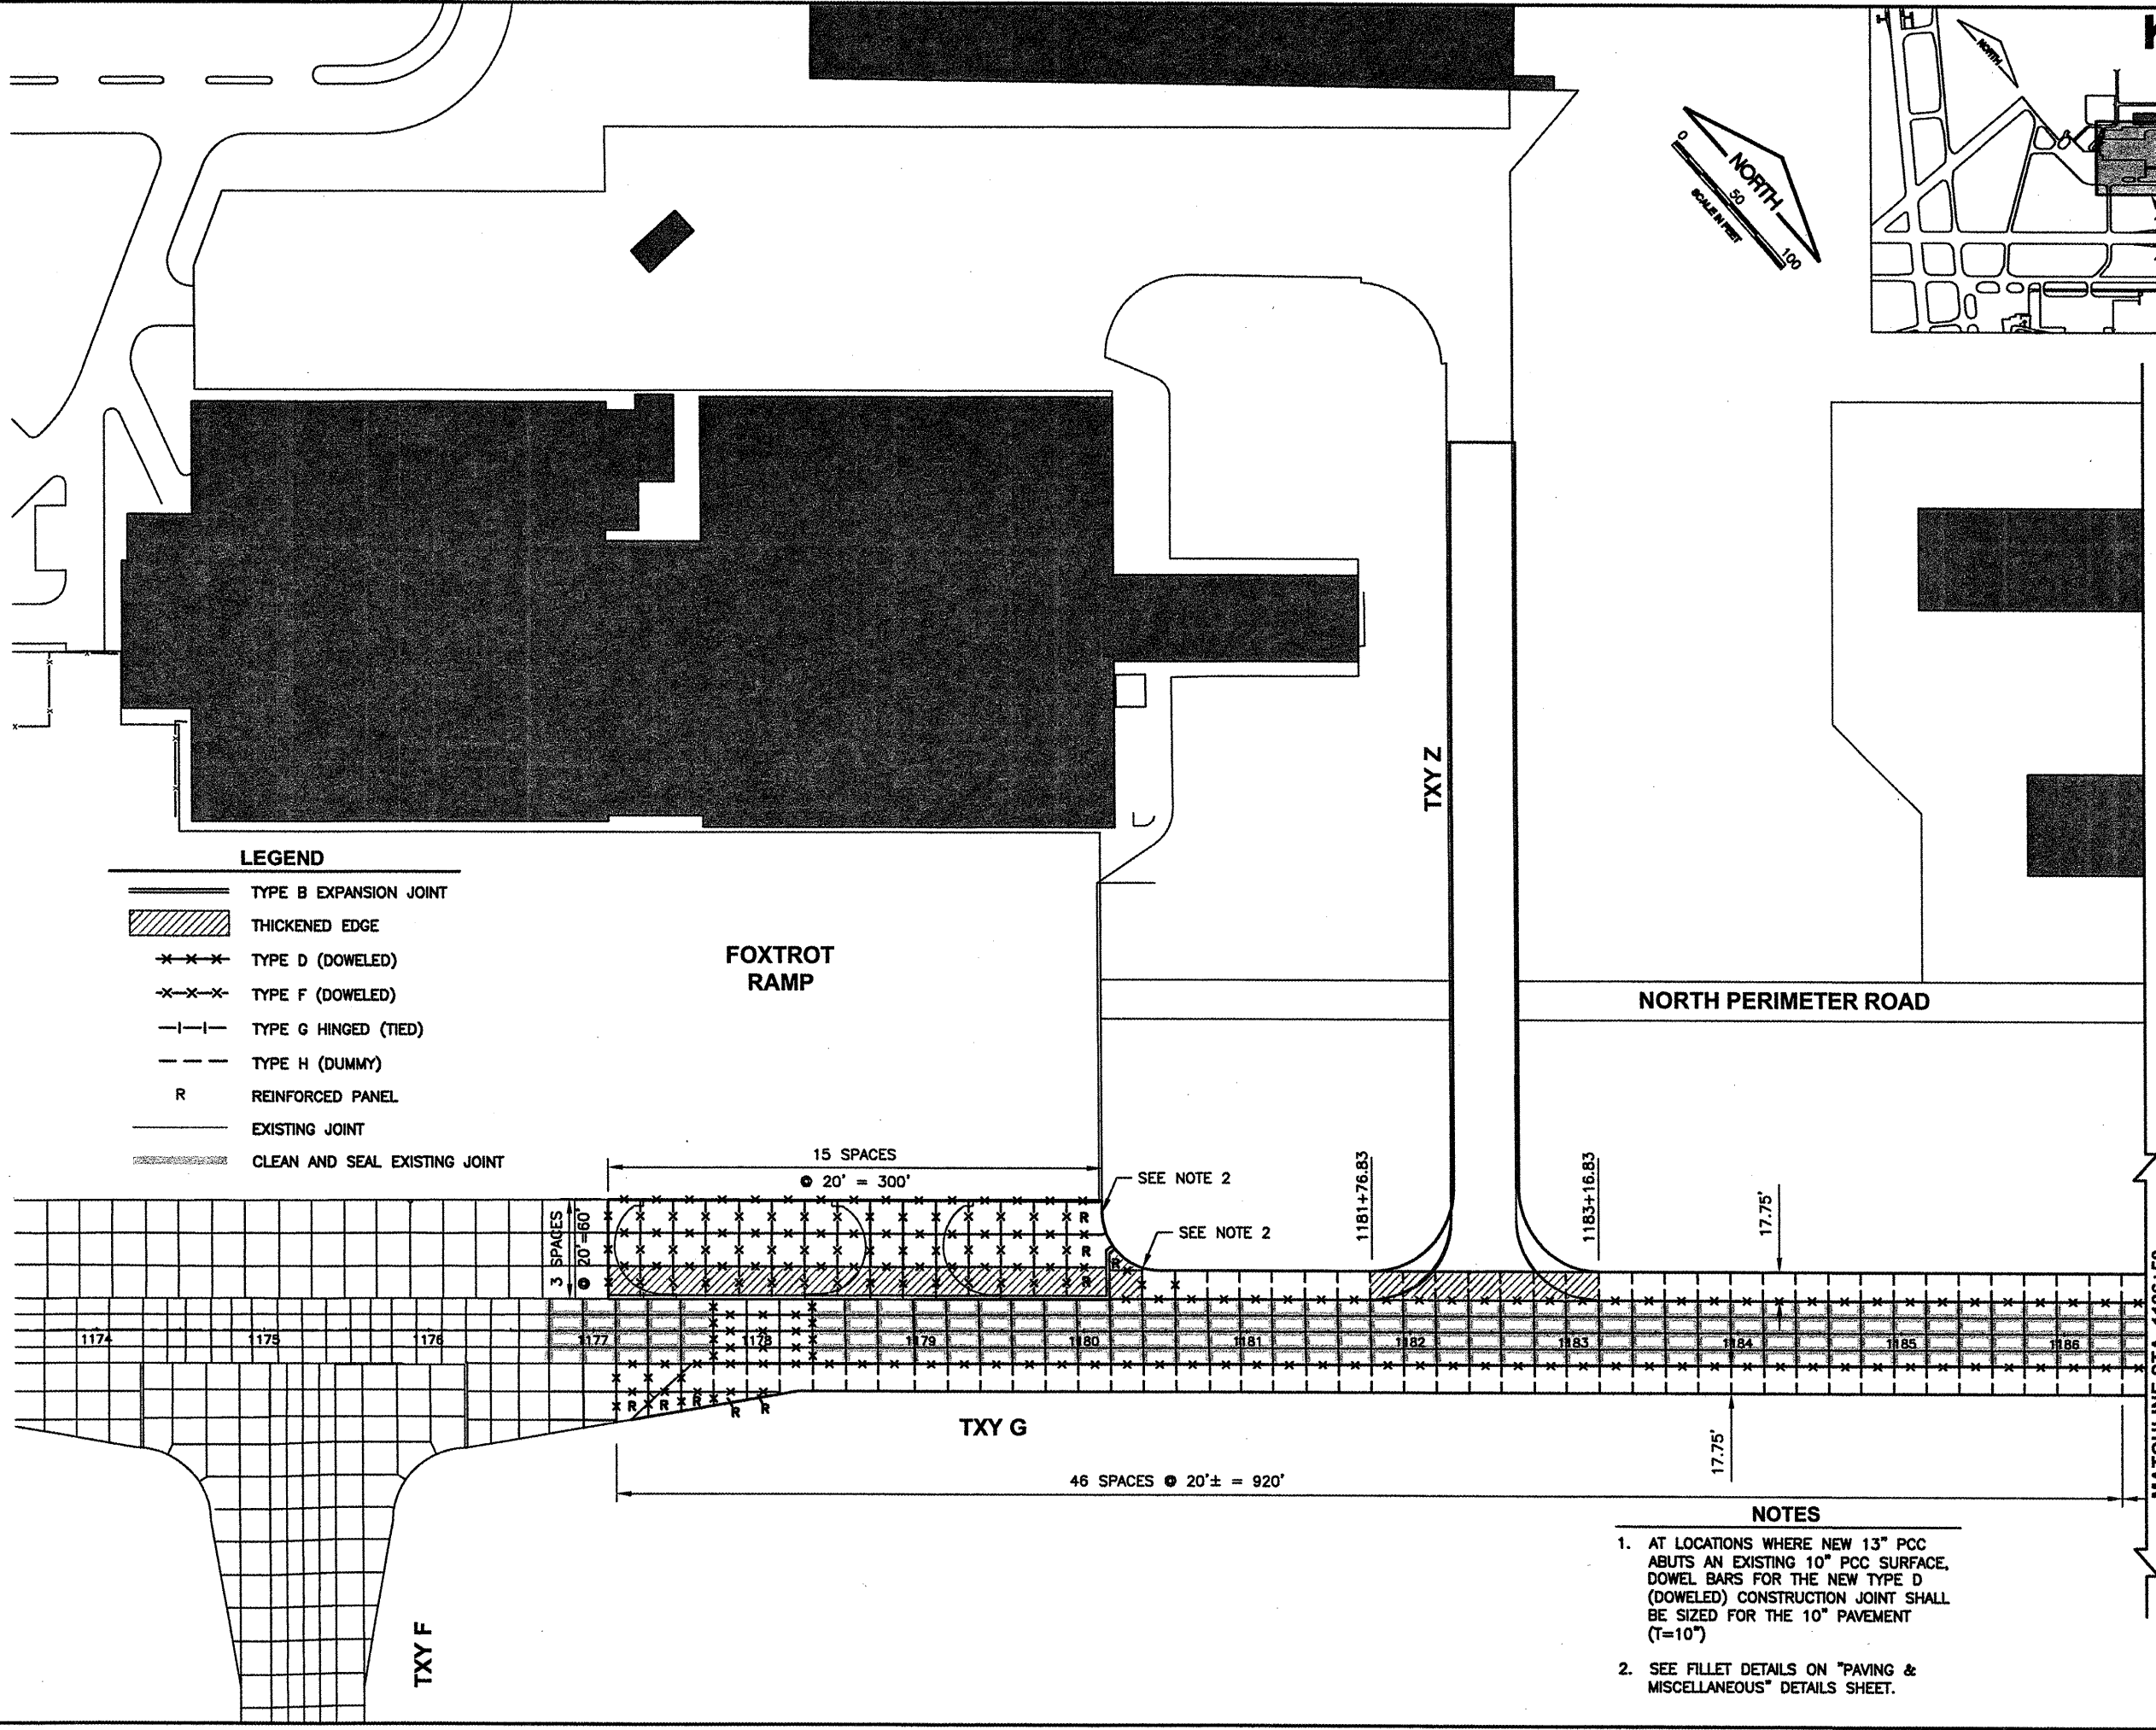 NORTH
0
NORTH
50
SCALE IN FEET
100
TXY Z
LEGEND
TYPE B EXPANSION JOINT
THICKENED EDGE
TYPE D (DOWELED)
TYPE F (DOWELED)
TYPE G HINGED (TIED)
TYPE H (DUMMY)
R REINFORCED PANEL
EXISTING JOINT
CLEAN AND SEAL EXISTING JOINT
FOXTROT
RAMP
NORTH PERIMETER ROAD
15 SPACES
@ 20' = 300'
SEE NOTE 2
SEE NOTE 2
3 SPACES
@ 20'=60'
1181+76.83
1183+16.83
17.75'
R
R
R
R
1174 1175 1176 1177 1178 1179 1180 1181 1182 1183 1184 1185 1186
R R R R R
TXY G
17.75'
46 SPACES @ 20'± = 920'
TXY F
NOTES
1. AT LOCATIONS WHERE NEW 13" PCC
ABUTS AN EXISTING 10" PCC SURFACE,
DOWEL BARS FOR THE NEW TYPE D
(DOWELED) CONSTRUCTION JOINT SHALL
BE SIZED FOR THE 10" PAVEMENT
(T=10")
2. SEE FILLET DETAILS ON "PAVING &
MISCELLANEOUS" DETAILS SHEET.